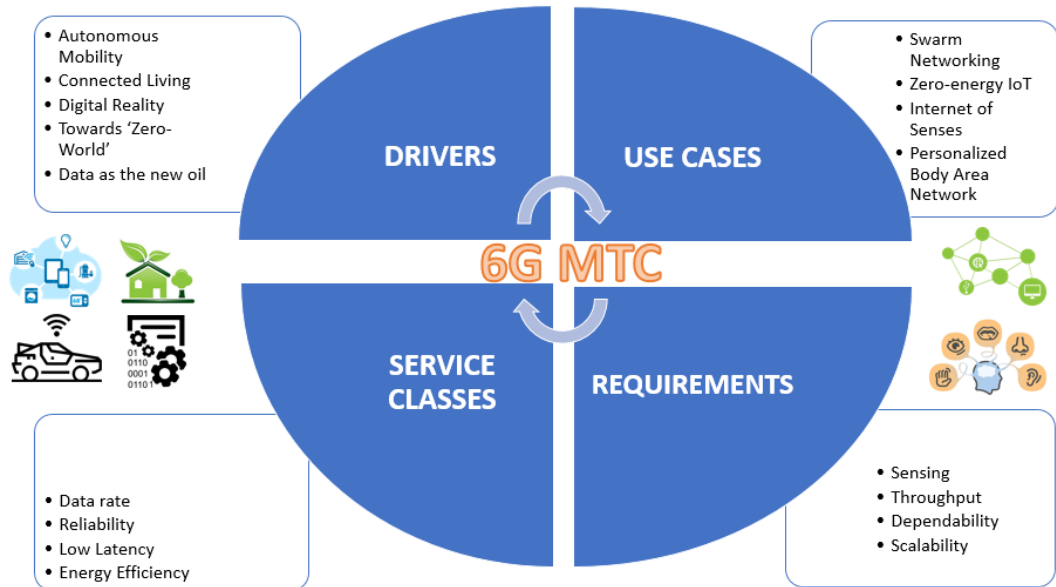 • Autonomous
Mobility
• Connected Living
• Digital Reality
• Towards ‘Zero-
World’
• Data as the new oil
• Swarm
Networking
• Zero-energy IoT
• Internet of
Senses
• Personalized
Body Area
Network
DRIVERS
USE CASES
6G MTC
SERVICE
CLASSES
REQUIREMENTS
01
0110
0001
01101
• Data rate
• Reliability
• Low Latency
• Energy Efficiency
• Sensing
• Throughput
• Dependability
• Scalability